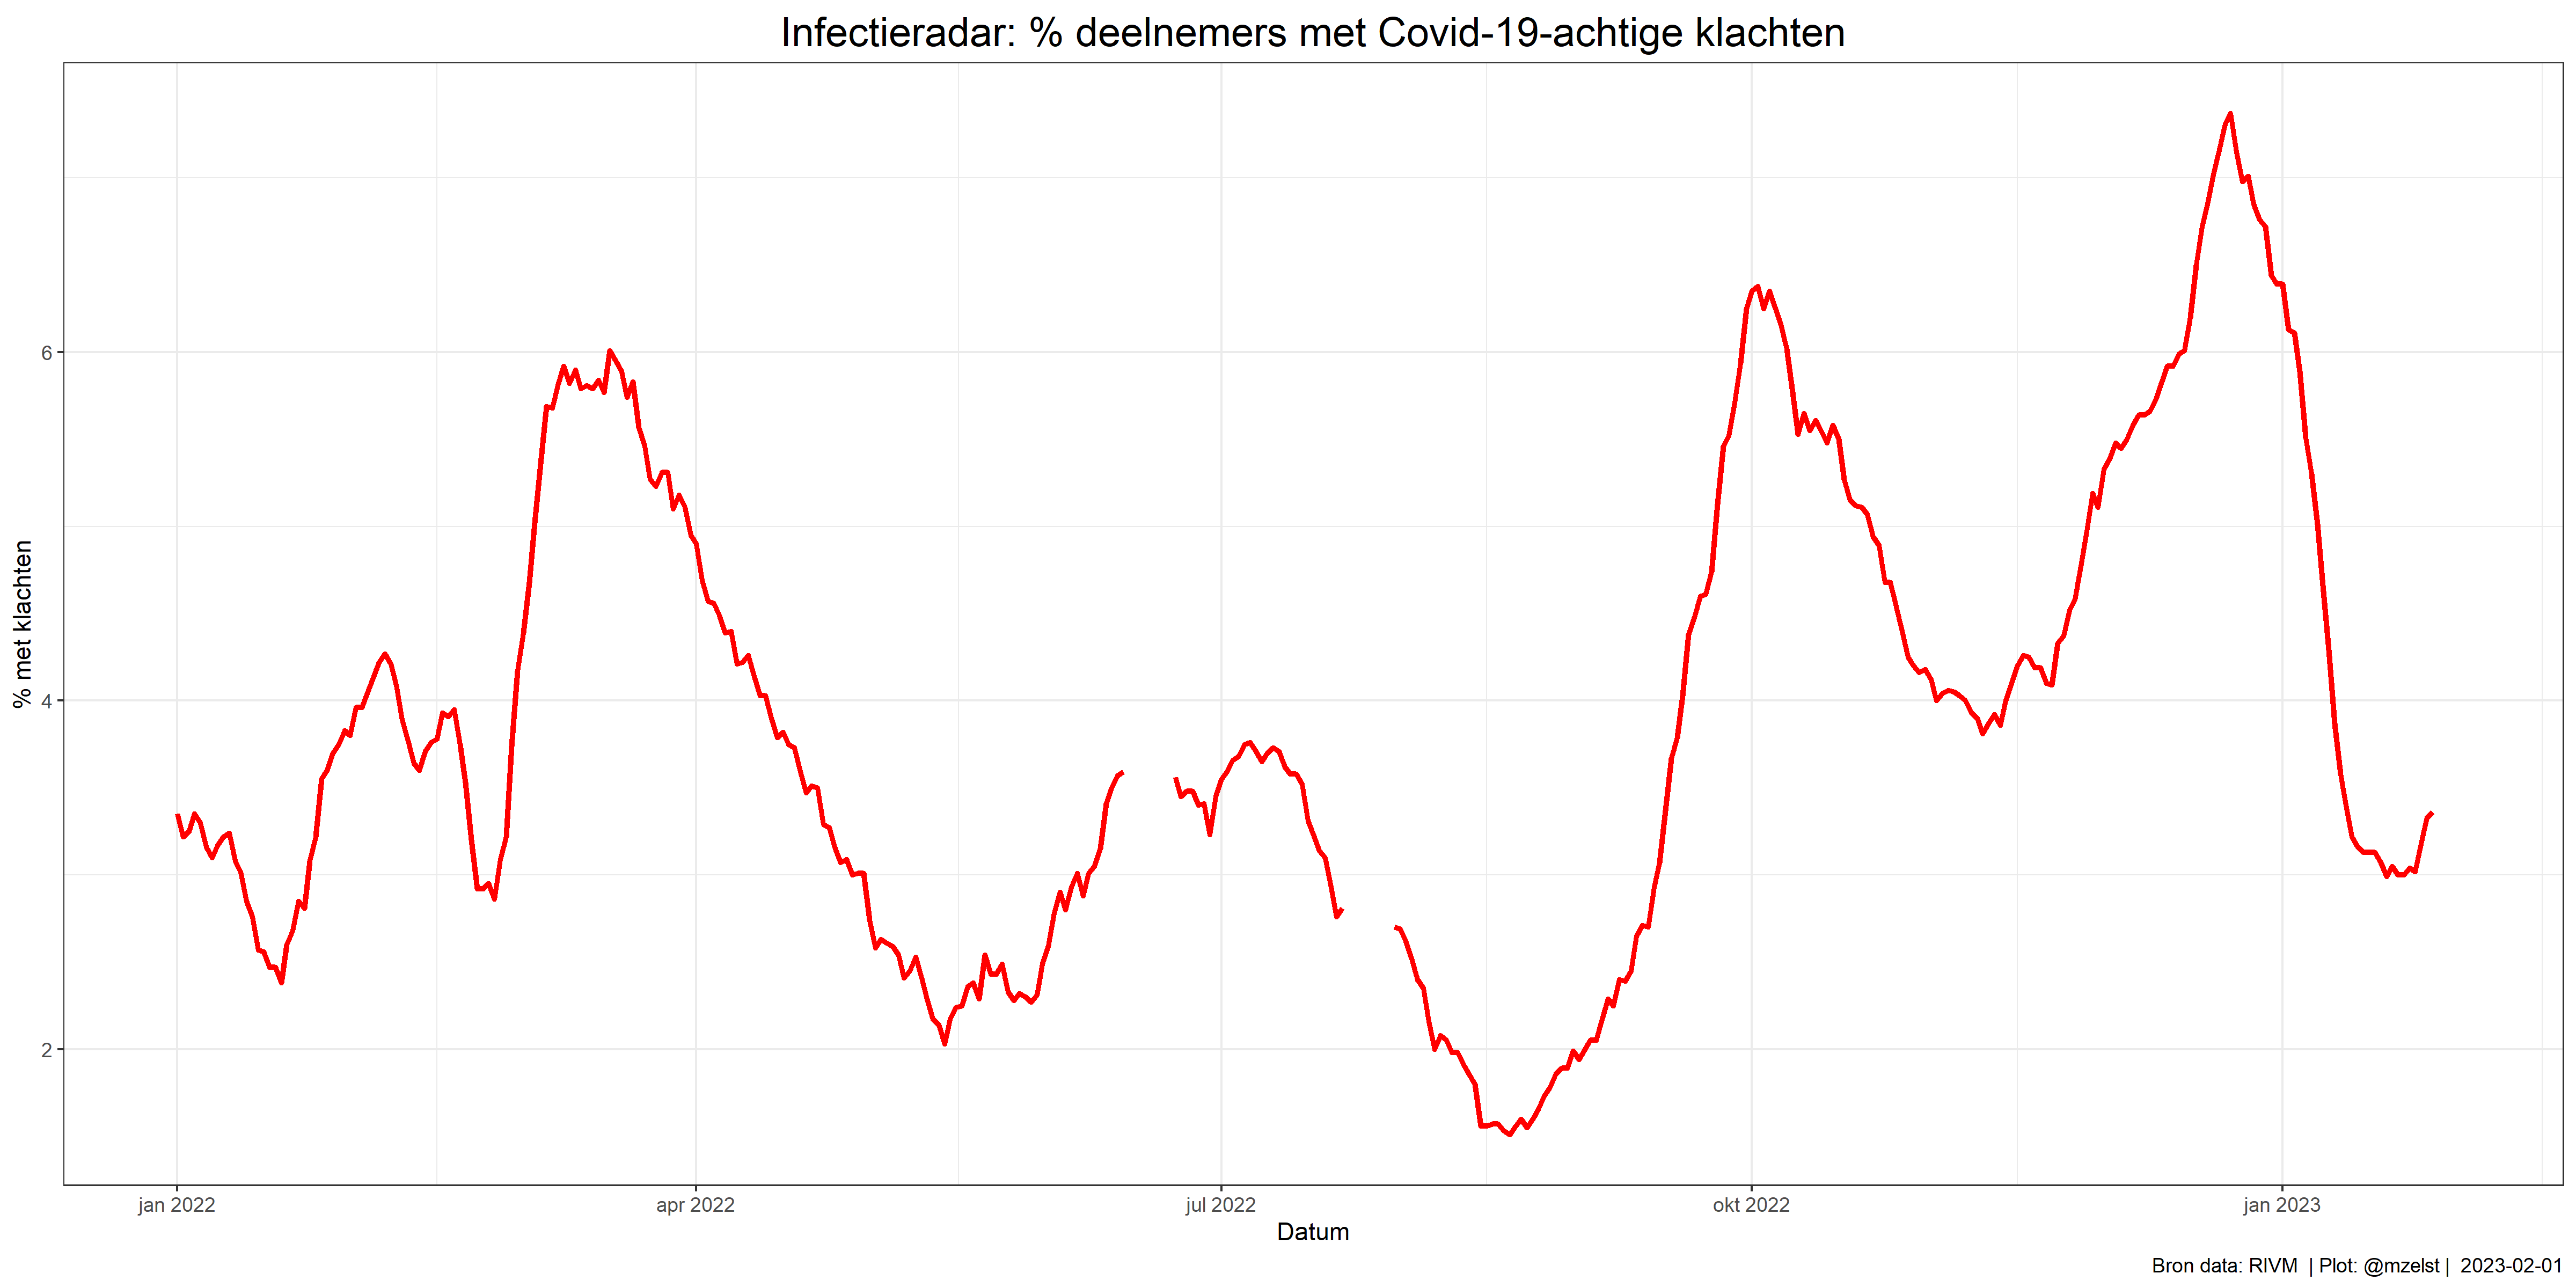 Infectieradar: % deelnemers met Covid-19-achtige klachten
% met klachten
6
4
2
jan 2022
apr 2022
jul 2022
okt 2022
jan 2023
Datum
Bron data: RIVM | Plot: @mzelst | 2023-02-01